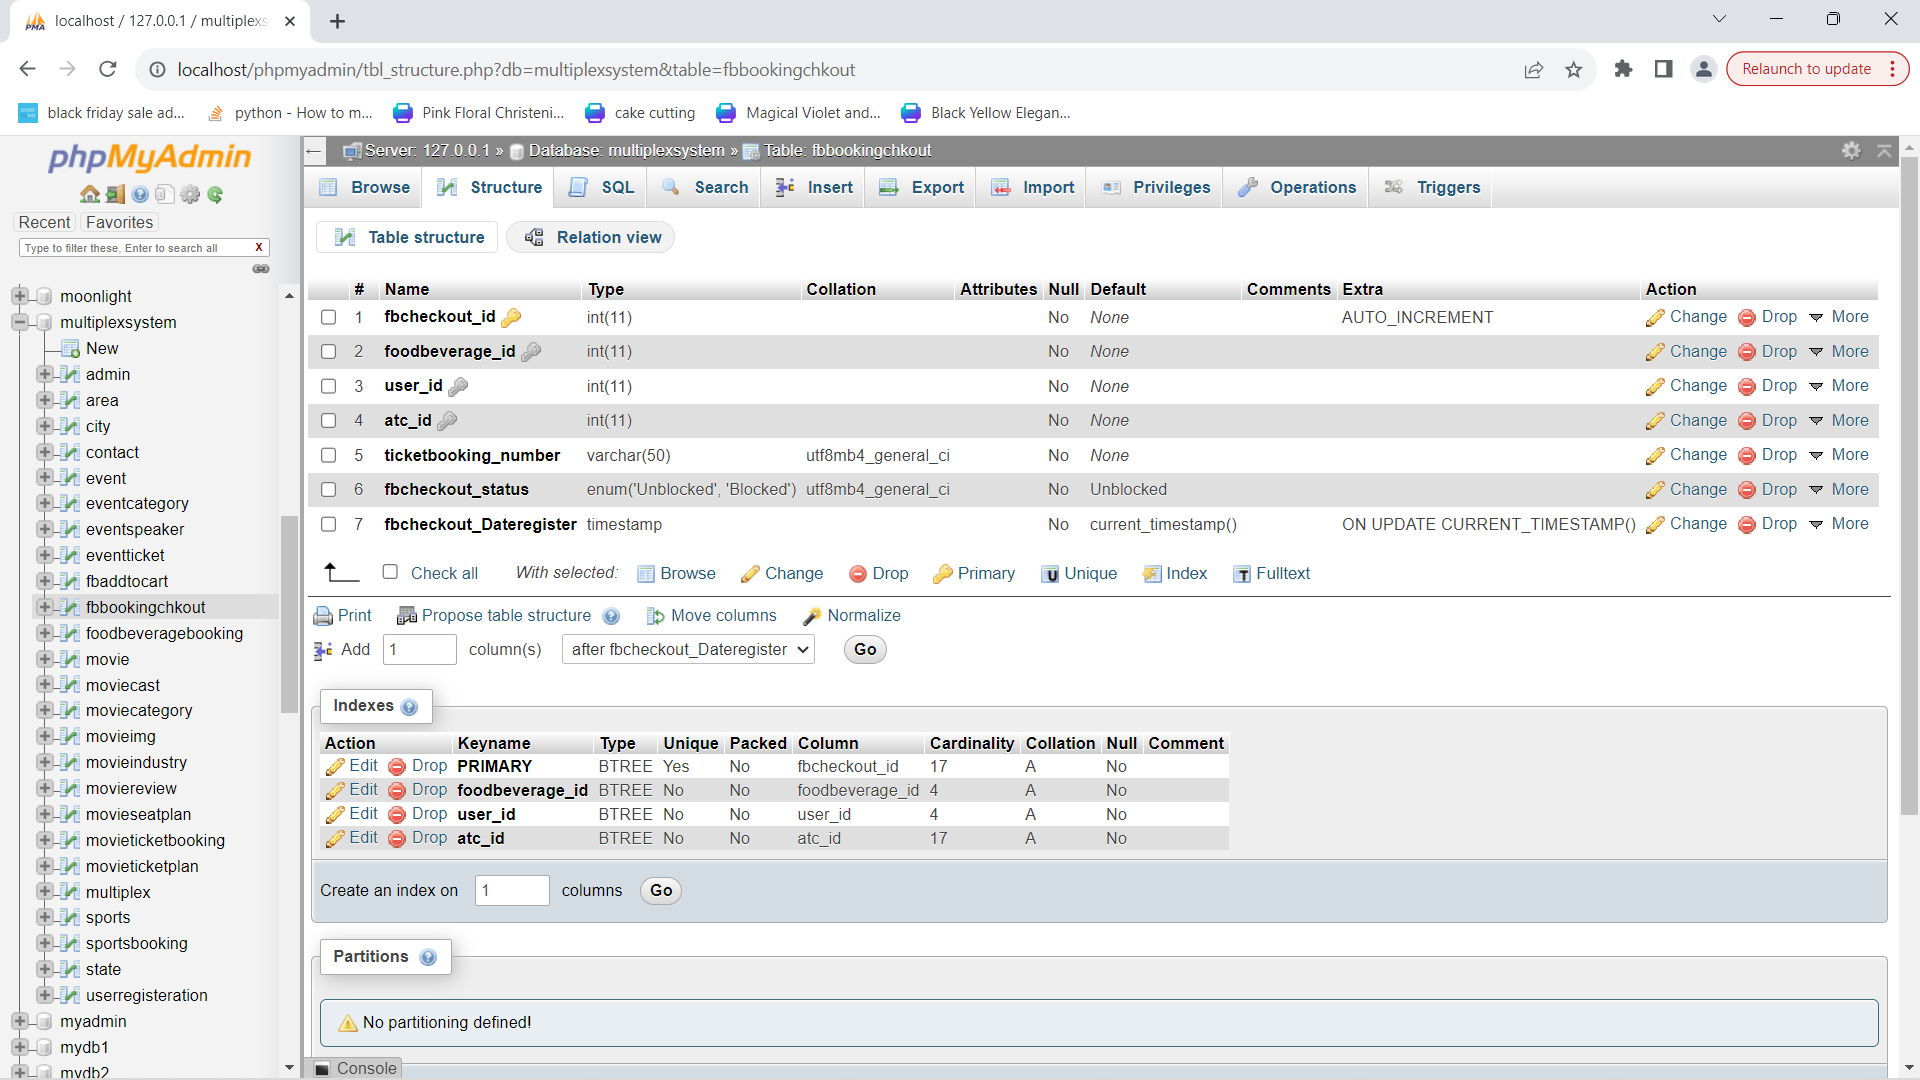 localhost / 127.0.0.1 / multiplexs
localhost/phpmyadmin/tbl_structure.php?db=multiplexsystem&table=fbbookingchkout
Relaunch to update
black friday sale ad...
python - How to m...
Pink Floral Christeni...
cake cutting
Magical Violet and...
Black Yellow Elegan...
phpMyAdmin
Recent Favorites
Type to filter these, Enter to search all X
moonlight
multiplexsystem
New
admin
area
city
contact
event
eventcategory
eventspeaker
eventticket
fbaddtocart
fbbookingchkout
foodbeveragebooking
movie
moviecast
moviecategory
movieimg
movieindustry
moviereview
movieseatplan
movieticketbooking
movieticketplan
multiplex
sports
sportsbooking
state
userregisteration
myadmin
mydb1
mydb2
Server: 127.0.0.1 » Database: multiplexsystem » Table: fbbookingchkout
Browse Structure SQL Search Insert Export Import Privileges Operations Triggers
Table structure Relation view
# Name Type Collation Attributes Null Default Comments Extra Action
1 fbcheckout_id int(11) No None AUTO_INCREMENT Change Drop More
2 foodbeverage_id int(11) No None Change Drop More
3 user_id int(11) No None Change Drop More
4 atc_id int(11) No None Change Drop More
5 ticketbooking_number varchar(50) utf8mb4_general_ci No None Change Drop More
6 fbcheckout_status enum('Unblocked', 'Blocked') utf8mb4_general_ci No Unblocked Change Drop More
7 fbcheckout_Dateregister timestamp No current_timestamp() ON UPDATE CURRENT_TIMESTAMP() Change Drop More
Check all With selected: Browse Change Drop Primary Unique Index Fulltext
Print Propose table structure Move columns Normalize
Add 1 column(s) after fbcheckout_Dateregister Go
Indexes
Action Keyname Type Unique Packed Column Cardinality Collation Null Comment
Edit Drop PRIMARY BTREE Yes No fbcheckout_id 17 A No
Edit Drop foodbeverage_id BTREE No No foodbeverage_id 4 A No
Edit Drop user_id BTREE No No user_id 4 A No
Edit Drop atc_id BTREE No No atc_id 17 A No
Create an index on 1 columns Go
Partitions
No partitioning defined!
Console